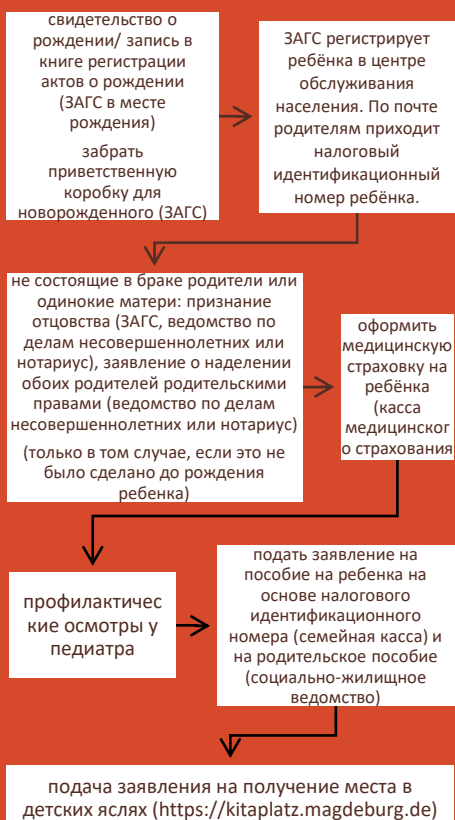 свидетельство о
рождении/ запись в
книге регистрации
актов о рождении
(ЗАГС в месте
рождения)
забрать
приветственную
коробку для
новорожденного (ЗАГС)
ЗАГС регистрирует
ребёнка в центре
обслуживания
населения. По почте
родителям приходит
налоговый
идентификационный
номер ребёнка.
не состоящие в браке родители или
одинокие матери: признание
отцовства (ЗАГС, ведомство по
делам несовершеннолетних или
нотариус), заявление о наделении
обоих родителей родительскими
правами (ведомство по делам
несовершеннолетних или нотариус)
(только в том случае, если это не
было сделано до рождения
ребенка)
оформить
медицинскую
страховку на
ребёнка
(касса
медицинског
о страхования
профилактичес
кие осмотры у
педиатра
подать заявление на
пособие на ребенка на
основе налогового
идентификационного
номера (семейная касса) и
на родительское пособие
(социально-жилищное
ведомство)
подача заявления на получение места в
детских яслях (https://kitaplatz.magdeburg.de)